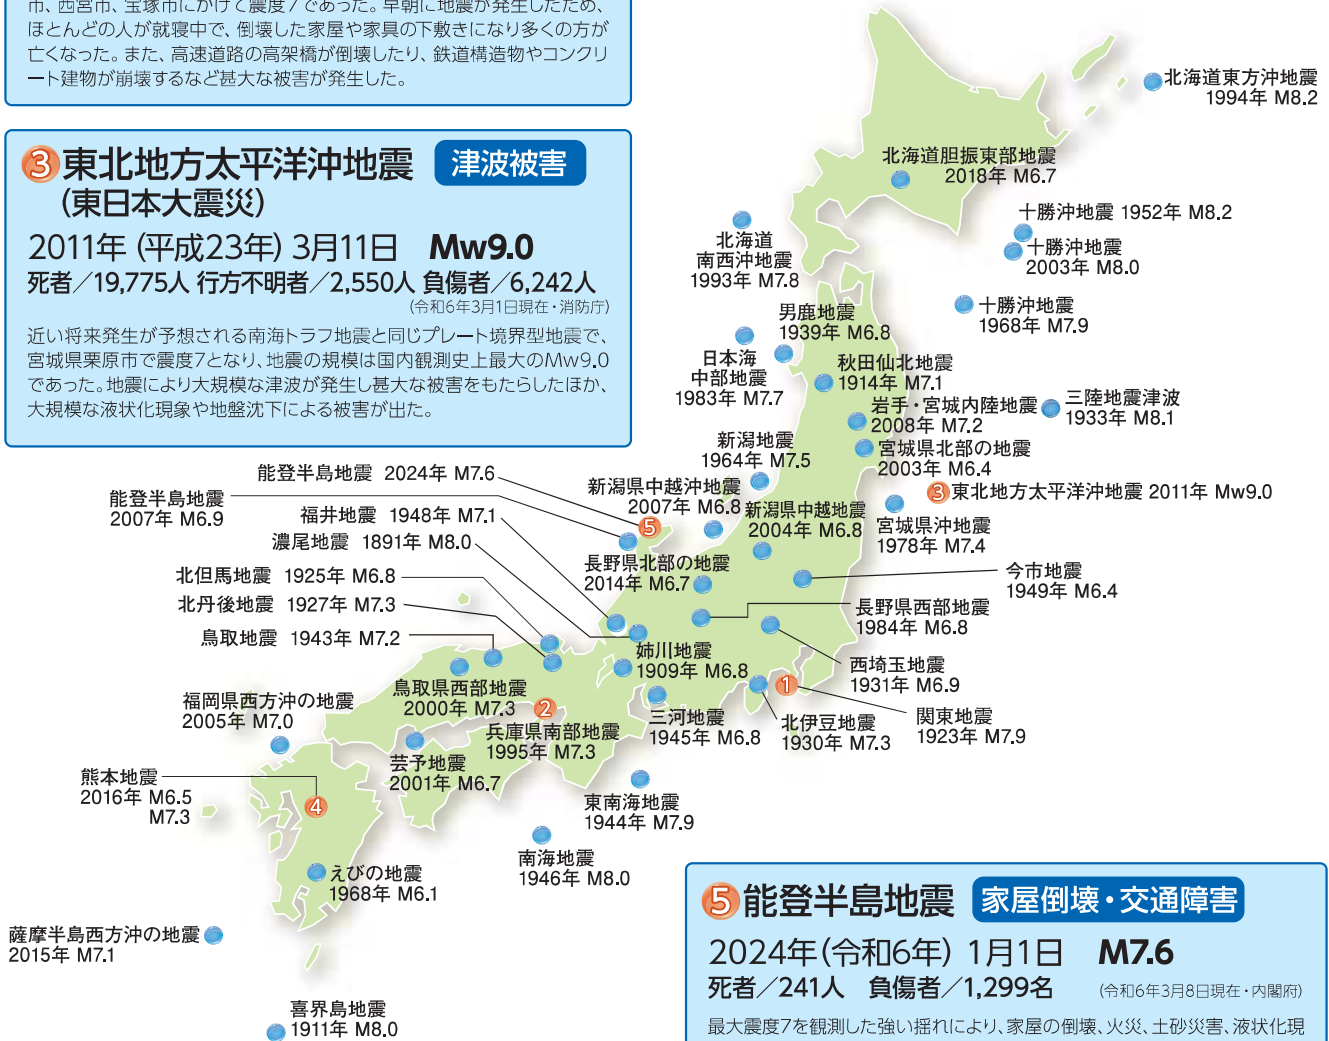 市、西宮市、宝塚市にかけて震度7であった。早朝に地震が発生したため、
ほとんどの人が就寝中で、倒壊した家屋や家具の下敷きになり多くの方が
亡くなった。また、高速道路の高架橋が倒壊したり、鉄道構造物やコンクリ
ート建物が崩壊するなど甚大な被害が発生した。
③東北地方太平洋沖地震 津波被害
(東日本大震災)
2011年(平成23年)3月11日 Mw9.0
死者/19,775人 行方不明者/2,550人 負傷者/6,242人
(令和6年3月1日現在・消防庁)
近い将来発生が予想される南海トラフ地震と同じプレート境界型地震で、
宮城県栗原市で震度7となり、地震の規模は国内観測史上最大のMw9.0
であった。地震により大規模な津波が発生し甚大な被害をもたらしたほか、
大規模な液状化現象や地盤沈下による被害が出た。
北海道東方沖地震
1994年 M8.2
北海道胆振東部地震
2018年 M6.7
十勝沖地震 1952年 M8.2
十勝沖地震
2003年 M8.0
北海道
南西沖地震
1993年 M7.8
十勝沖地震
1968年 M7.9
男鹿地震
1939年 M6.8
日本海
中部地震
1983年 M7.7
秋田仙北地震
1914年 M7.1
岩手・宮城内陸地震
2008年 M7.2
三陸地震津波
1933年 M8.1
宮城県北部の地震
2003年 M6.4
新潟地震
1964年 M7.5
能登半島地震 2024年 M7.6
⑤
新潟県中越沖地震
2007年 M6.8
③東北地方太平洋沖地震 2011年 Mw9.0
能登半島地震
2007年 M6.9
新潟県中越地震
2004年 M6.8
宮城県沖地震
1978年 M7.4
福井地震 1948年 M7.1
濃尾地震 1891年 M8.0
長野県北部の地震
2014年 M6.7
今市地震
1949年 M6.4
北但馬地震 1925年 M6.8
北丹後地震 1927年 M7.3
長野県西部地震
1984年 M6.8
鳥取地震 1943年 M7.2
姉川地震
1909年 M6.8
西埼玉地震
1931年 M6.9
鳥取県西部地震
2000年 M7.3
福岡県西方沖の地震
2005年 M7.0
②
兵庫県南部地震
1995年 M7.3
三河地震
1945年 M6.8
北伊豆地震
1930年 M7.3
①
関東地震
1923年 M7.9
芸予地震
2001年 M6.7
熊本地震
2016年 M6.5
M7.3
④
東南海地震
1944年 M7.9
南海地震
1946年 M8.0
えびの地震
1968年 M6.1
薩摩半島西方沖の地震
2015年 M7.1
喜界島地震
1911年 M8.0
⑤能登半島地震 家屋倒壊・交通障害
2024年(令和6年)1月1日 M7.6
死者/241人 負傷者/1,299名 (令和6年3月8日現在・内閣府)
最大震度7を観測した強い揺れにより、家屋の倒壊、火災、土砂災害、液状化現